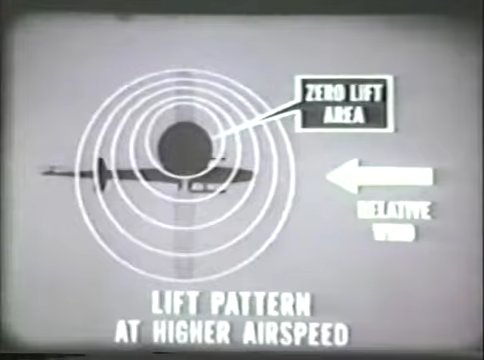 ZERO LIFT
AREA
RELATIVE
WIND
LIFT PATTERN
AT HIGHER AIRSPEED